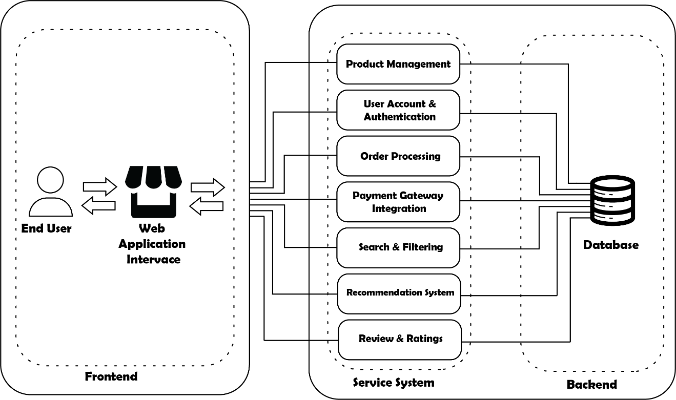 Product Management
User Account &
Authentication
Order Processing
Payment Gateway
Integration
Search & Filtering
Recommendation System
Review & Ratings
End User
Web
Application
Intervace
Database
Frontend
Service System
Backend